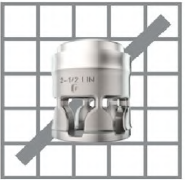 2-1/2 | IN